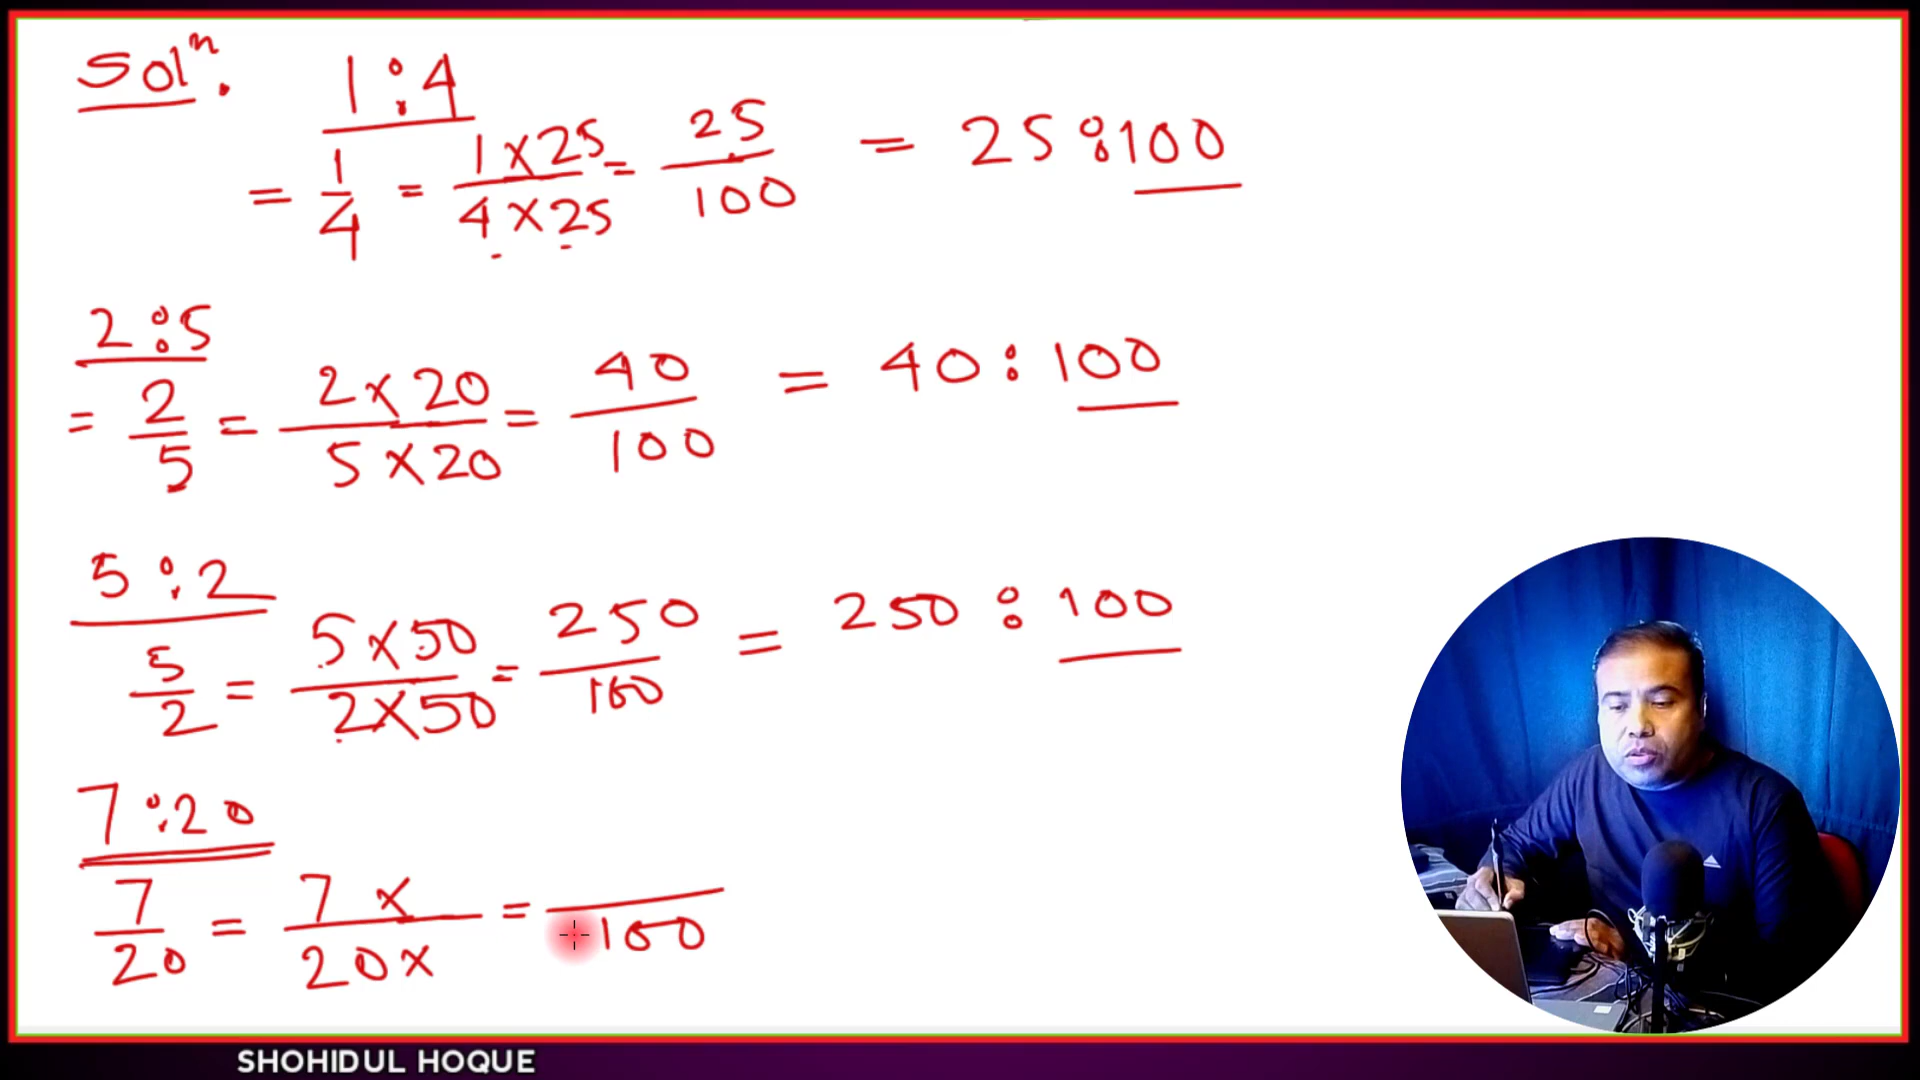 Solⁿ.
1:4
= 1/4 = 1×25/4×25 = 25/100 = 25:100
2:5
= 2/5 = 2×20/5×20 = 40/100 = 40:100
5:2
5/2 = 5×50/2×50 = 250/100 = 250:100
7:20
7/20 = 7×/20× = /100
SHOHIDUL HOQUE